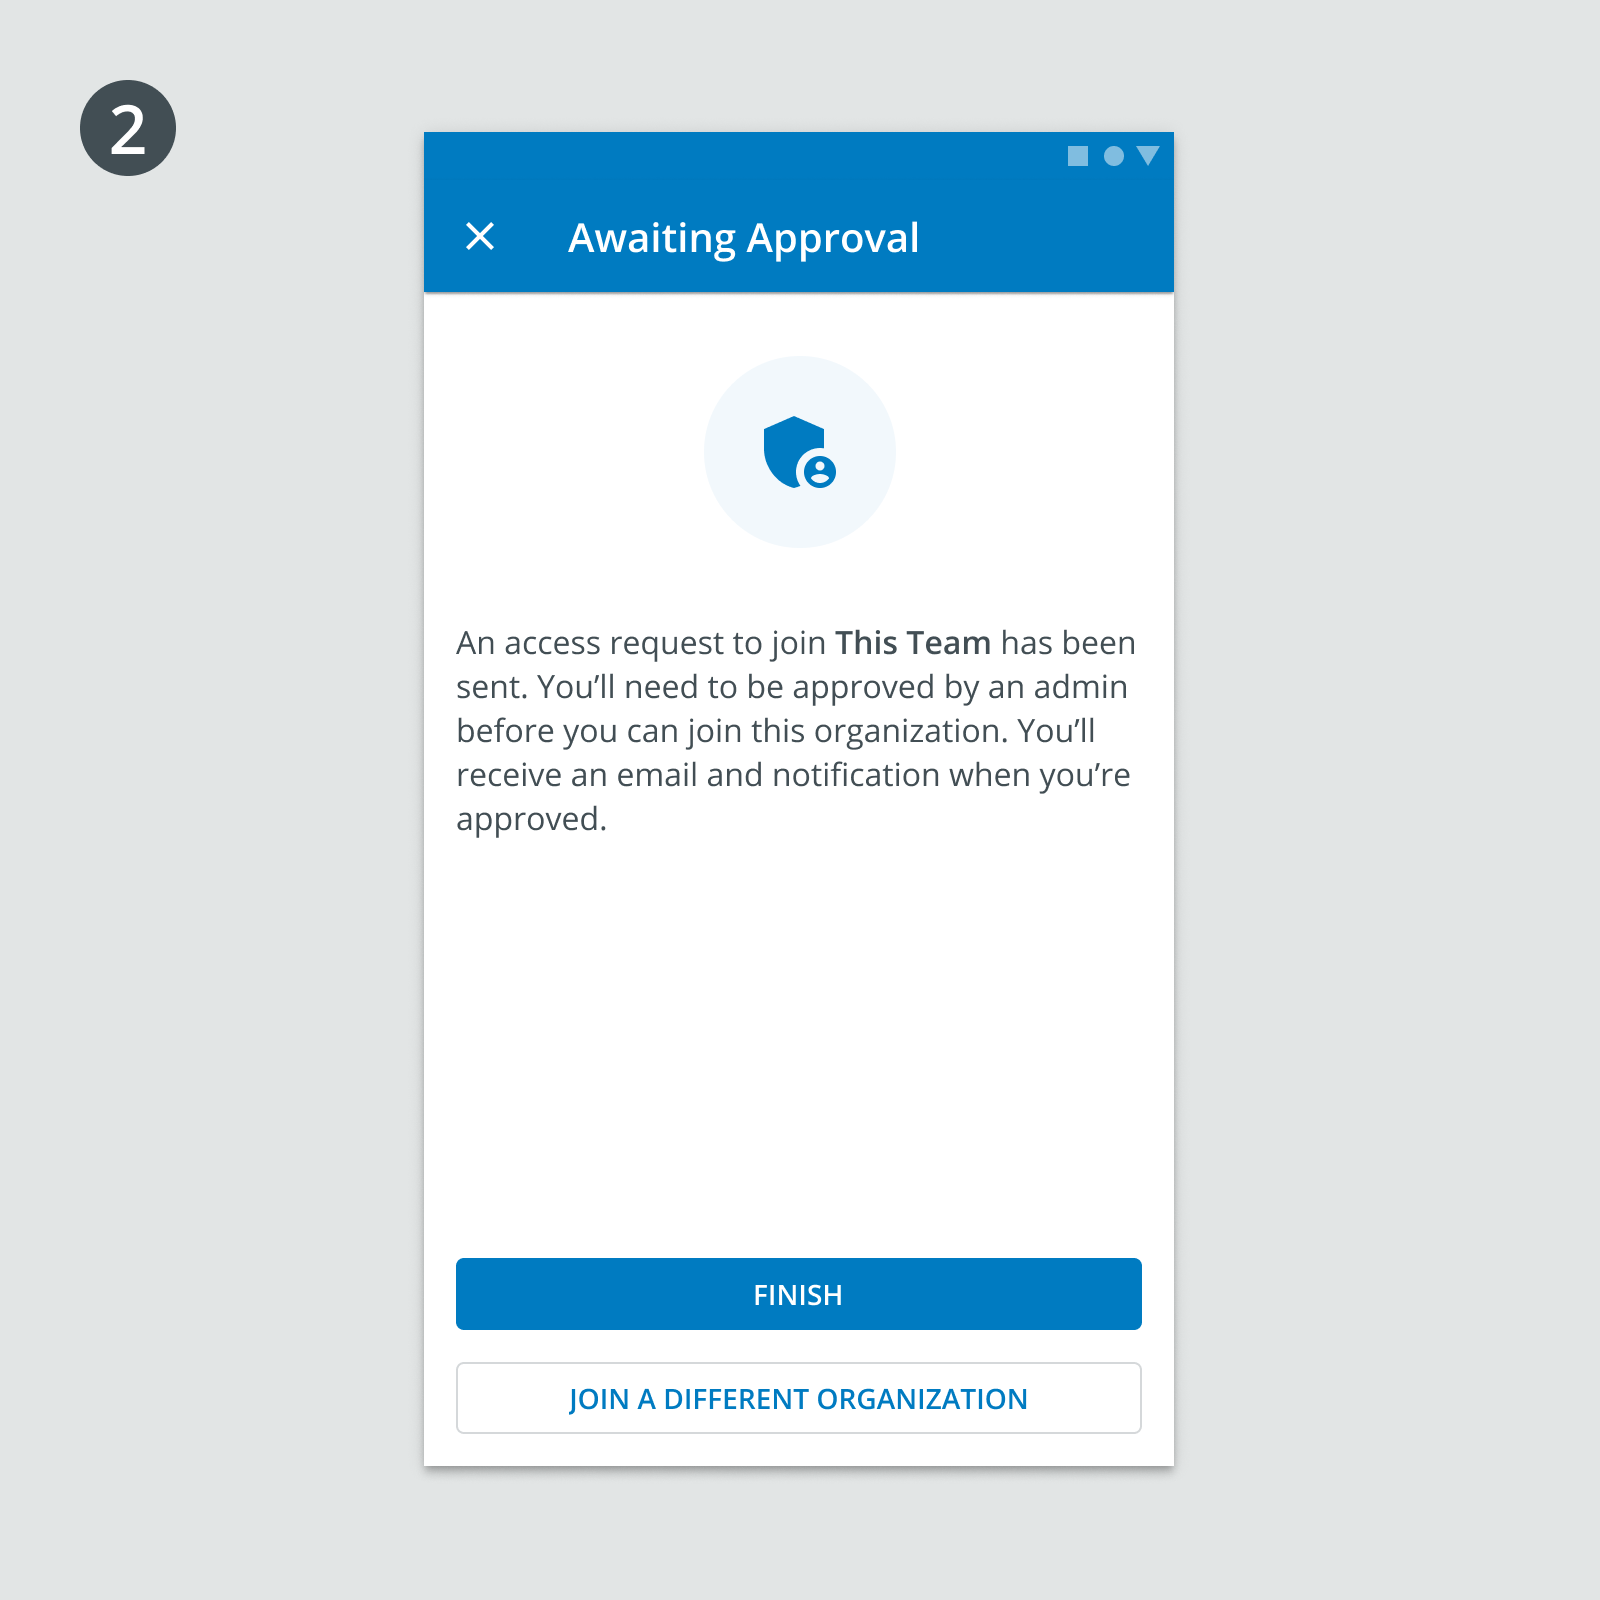 2
Awaiting Approval
An access request to join This Team has been
sent. You’ll need to be approved by an admin
before you can join this organization. You’ll
receive an email and notification when you’re
approved.
FINISH
JOIN A DIFFERENT ORGANIZATION